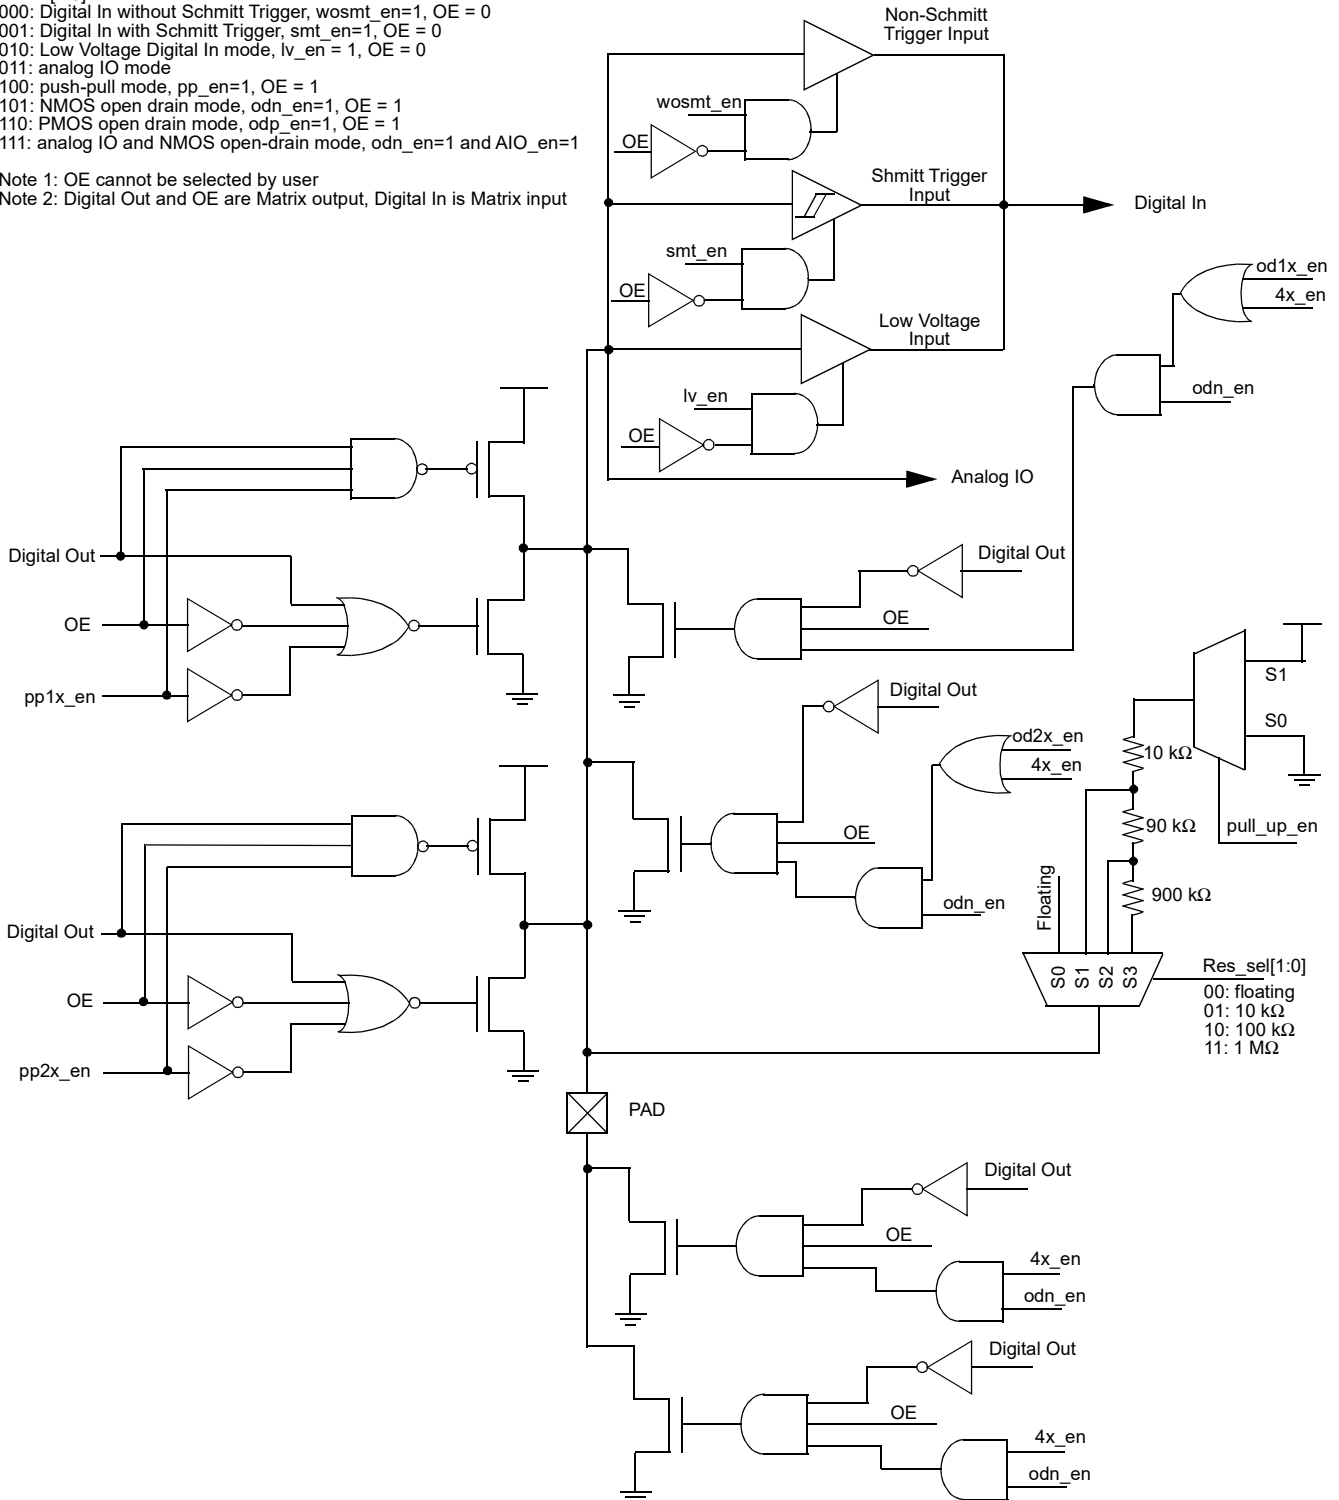 000: Digital In without Schmitt Trigger, wosmt_en=1, OE = 0
001: Digital In with Schmitt Trigger, smt_en=1, OE = 0
010: Low Voltage Digital In mode, lv_en = 1, OE = 0
011: analog IO mode
100: push-pull mode, pp_en=1, OE = 1
101: NMOS open drain mode, odn_en=1, OE = 1
110: PMOS open drain mode, odp_en=1, OE = 1
111: analog IO and NMOS open-drain mode, odn_en=1 and AIO_en=1
Note 1: OE cannot be selected by user
Note 2: Digital Out and OE are Matrix output, Digital In is Matrix input
Non-Schmitt
Trigger Input
wosmt_en
OE
Shmitt Trigger
Input
Digital In
smt_en
OE
Low Voltage
Input
lv_en
OE
Analog IO
od1x_en
4x_en
odn_en
Digital Out
OE
pp1x_en
Digital Out
OE
Digital Out
od2x_en
4x_en
OE
odn_en
S1
S0
10 kΩ
90 kΩ
pull_up_en
900 kΩ
Floating
S0
S1
S2
S3
Res_sel[1:0]
00: floating
01: 10 kΩ
10: 100 kΩ
11: 1 MΩ
Digital Out
OE
pp2x_en
PAD
Digital Out
OE
4x_en
odn_en
Digital Out
OE
4x_en
odn_en